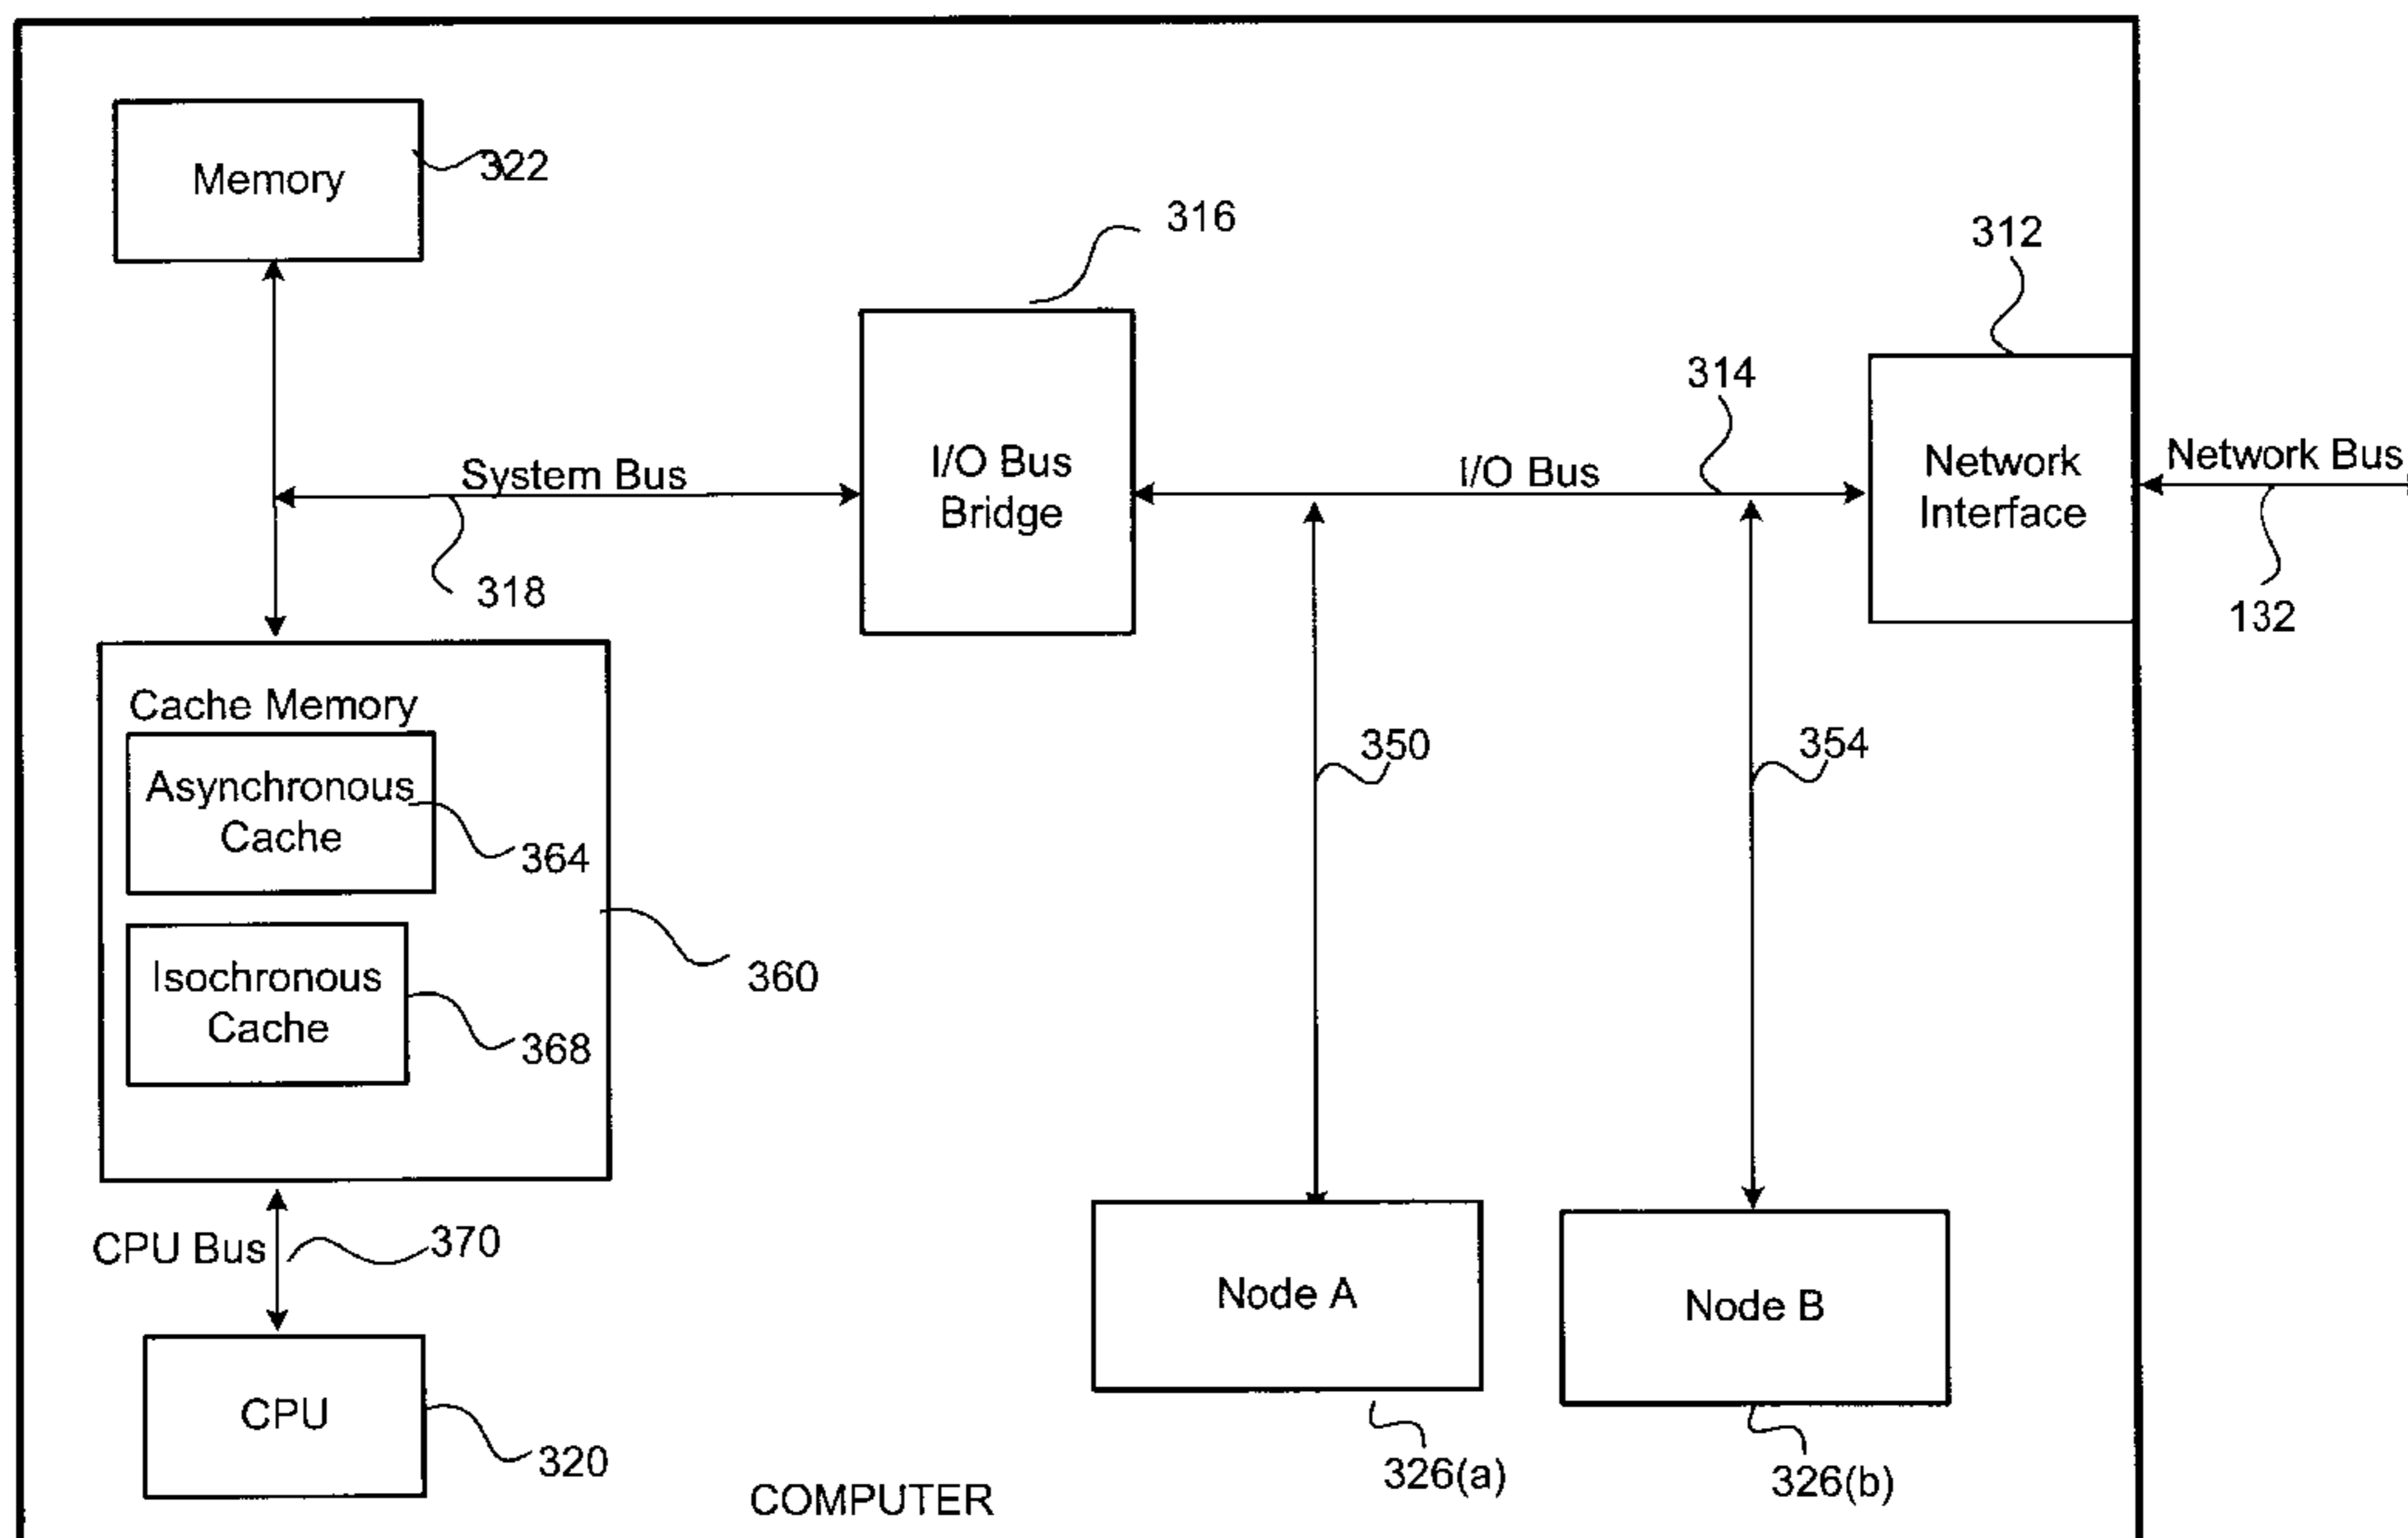 Memory
322
316
312
314
System Bus
318
I/O Bus
Bridge
I/O Bus
Network
Interface
Network Bus
132
Cache Memory
Asynchronous
Cache
364
Isochronous
Cache
368
360
350
354
CPU Bus
370
CPU
320
Node A
326(a)
Node B
326(b)
COMPUTER